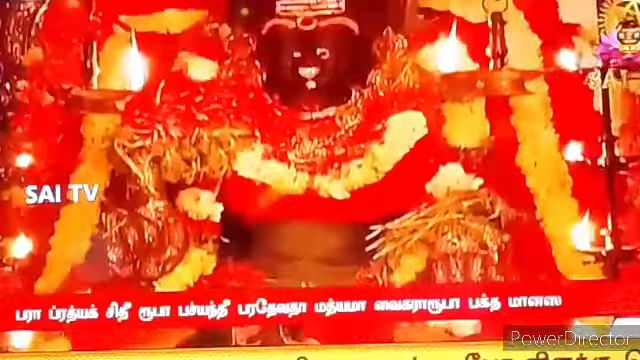 SAI TV
பரா ப்ரத்யக் சிதீ ரூபா பச்யந்தீ பரதேவதா மத்யமா வைகராரூபா பக்த மானஸ
PowerDirector